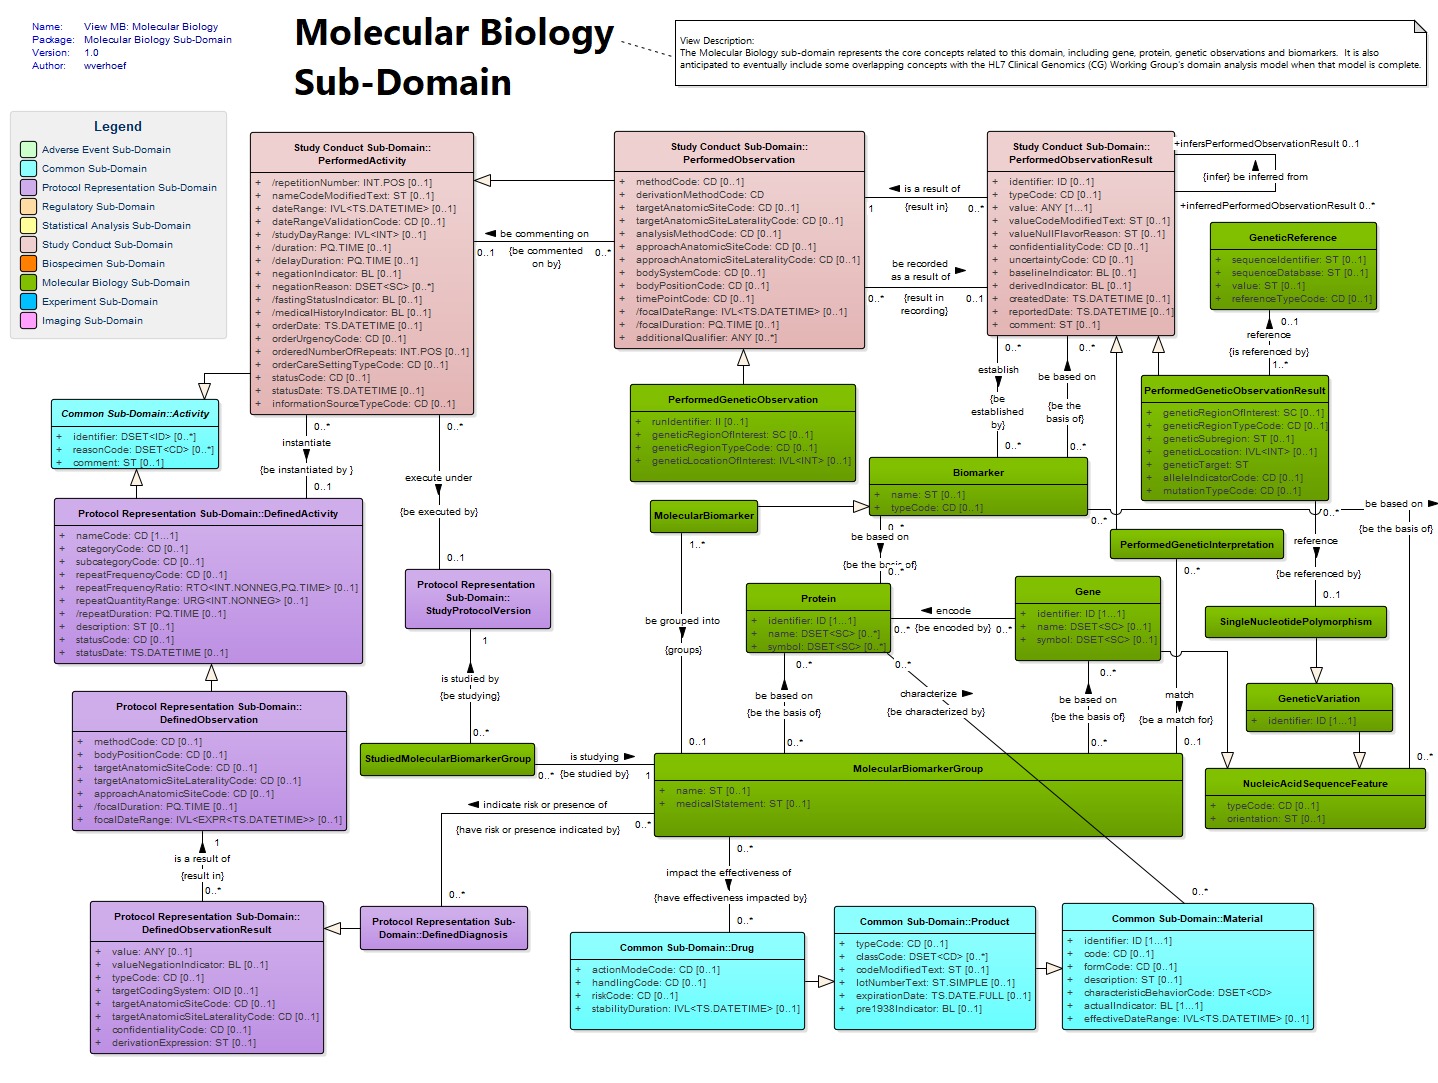 Name: View MB: Molecular Biology
Package: Molecular Biology Sub-Domain
Version: 1.0
Author: wverhoef
Molecular Biology
Sub-Domain
View Description:
The Molecular Biology sub-domain represents the core concepts related to this domain, including gene, protein, genetic observations and biomarkers. It is also
anticipated to eventually include some overlapping concepts with the HL7 Clinical Genomics (CG) Working Group's domain analysis model when that model is complete.
Legend
Adverse Event Sub-Domain
Common Sub-Domain
Protocol Representation Sub-Domain
Regulatory Sub-Domain
Statistical Analysis Sub-Domain
Study Conduct Sub-Domain
Biospecimen Sub-Domain
Molecular Biology Sub-Domain
Experiment Sub-Domain
Imaging Sub-Domain
Study Conduct Sub-Domain::
PerformedActivity
+ /repetitionNumber: INT.POS [0..1]
+ nameCodeModifiedText: ST [0..1]
+ dateRange: IVL<TS.DATETIME> [0..1]
+ dateRangeValidationCode: CD [0..1]
+ /studyDayRange: IVL<INT> [0..1]
+ /duration: PQ.TIME [0..1]
+ /delayDuration: PQ.TIME [0..1]
+ negationIndicator: BL [0..1]
+ negationReason: DSET<SC> [0..*]
+ /fastingStatusIndicator: BL [0..1]
+ /medicalHistoryIndicator: BL [0..1]
+ orderDate: TS.DATETIME [0..1]
+ orderUrgencyCode: CD [0..1]
+ orderedNumberOfRepeats: INT.POS [0..1]
+ orderCareSettingTypeCode: CD [0..1]
+ statusCode: CD [0..1]
+ statusDate: TS.DATETIME [0..1]
+ informationSourceTypeCode: CD [0..1]
be commenting on
0..1
{be commented
on by}
0..*
Study Conduct Sub-Domain::
PerformedObservation
+ methodCode: CD [0..1]
+ derivationMethodCode: CD
+ targetAnatomicSiteCode: CD [0..1]
+ targetAnatomicSiteLateralityCode: CD [0..1]
+ analysisMethodCode: CD [0..1]
+ approachAnatomicSiteCode: CD [0..1]
+ approachAnatomicSiteLateralityCode: CD [0..1]
+ bodySystemCode: CD [0..1]
+ bodyPositionCode: CD [0..1]
+ timePointCode: CD [0..1]
+ /focalDateRange: IVL<TS.DATETIME> [0..1]
+ /focalDuration: PQ.TIME [0..1]
+ additionalQualifier: ANY [0..*]
is a result of
1
{result in}
0..*
be recorded
as a result of
0..*
{result in
recording}
0..1
Study Conduct Sub-Domain::
PerformedObservationResult
+ identifier: ID [0..1]
+ typeCode: CD [0..1]
+ value: ANY [1...1]
+ valueCodeModifiedText: ST [0..1]
+ valueNullFlavorReason: ST [0..1]
+ confidentialityCode: CD [0..1]
+ uncertaintyCode: CD [0..1]
+ baselineIndicator: BL [0..1]
+ derivedIndicator: BL [0..1]
+ createdDate: TS.DATETIME [0..1]
+ reportedDate: TS.DATETIME [0..1]
+ comment: ST [0..1]
+infersPerformedObservationResult 0..1
{infer} be inferred from
+inferredPerformedObservationResult 0..*
GeneticReference
+ sequenceIdentifier: ST [0..1]
+ sequenceDatabase: ST [0..1]
+ value: ST [0..1]
+ referenceTypeCode: CD [0..1]
0..1
reference
{is referenced by}
1..*
PerformedGeneticObservationResult
+ geneticRegionOfInterest: SC [0..1]
+ geneticRegionTypeCode: CD [0..1]
+ geneticSubregion: ST [0..1]
+ geneticLocation: IVL<INT> [0..1]
+ geneticTarget: ST
+ alleleIndicatorCode: CD [0..1]
+ mutationTypeCode: CD [0..1]
PerformedGeneticObservation
+ runIdentifier: II [0..1]
+ geneticRegionOfInterest: SC [0..1]
+ geneticRegionTypeCode: CD [0..1]
+ geneticLocationOfInterest: IVL<INT> [0..1]
0..*
establish
{be
established
by}
0..*
0..*
be based on
{be the
basis of}
0..*
Common Sub-Domain::Activity
+ identifier: DSET<ID> [0..*]
+ reasonCode: DSET<CD> [0..*]
+ comment: ST [0..1]
0..*
instantiate
{be instantiated by }
0..1
0..*
execute under
{be executed by}
0..1
Biomarker
+ name: ST [0..1]
+ typeCode: CD [0..1]
MolecularBiomarker
1..*
be grouped into
{groups}
0..1
0..*
be based on
{be the basis of}
0..*
0..*
be based on
{be the basis of}
0..*
PerformedGeneticInterpretation
0..*
match
{be a match for}
0..1
0..*
reference
{be referenced by}
0..1
SingleNucleotidePolymorphism
GeneticVariation
+ identifier: ID [1...1]
NucleicAcidSequenceFeature
+ typeCode: CD [0..1]
+ orientation: ST [0..1]
Protocol Representation Sub-Domain::DefinedActivity
+ nameCode: CD [1...1]
+ categoryCode: CD [0..1]
+ subcategoryCode: CD [0..1]
+ repeatFrequencyCode: CD [0..1]
+ repeatFrequencyRatio: RTO<INT.NONNEG,PQ.TIME> [0..1]
+ repeatQuantityRange: URG<INT.NONNEG> [0..1]
+ /repeatDuration: PQ.TIME [0..1]
+ description: ST [0..1]
+ statusCode: CD [0..1]
+ statusDate: TS.DATETIME [0..1]
Protocol Representation
Sub-Domain::
StudyProtocolVersion
1
is studied by
{be studying}
0..*
Protein
+ identifier: ID [1...1]
+ name: DSET<SC> [0..*]
+ symbol: DSET<SC> [0..*]
encode
0..*
{be encoded by}
0..*
Gene
+ identifier: ID [1...1]
+ name: DSET<SC> [0..1]
+ symbol: DSET<SC> [0..1]
0..*
be based on
{be the basis of}
0..*
0..*
characterize
{be characterized by}
0..*
0..*
be based on
{be the basis of}
0..*
Protocol Representation Sub-Domain::
DefinedObservation
+ methodCode: CD [0..1]
+ bodyPositionCode: CD [0..1]
+ targetAnatomicSiteCode: CD [0..1]
+ targetAnatomicSiteLateralityCode: CD [0..1]
+ approachAnatomicSiteCode: CD [0..1]
+ /focalDuration: PQ.TIME [0..1]
+ focalDateRange: IVL<EXPR<TS.DATETIME>> [0..1]
StudiedMolecularBiomarkerGroup
is studying
0..*
{be studied by}
1
MolecularBiomarkerGroup
+ name: ST [0..1]
+ medicalStatement: ST [0..1]
indicate risk or presence of
0..*
{have risk or presence indicated by}
0..*
1
is a result of
{result in}
0..*
0..*
impact the effectiveness of
{have effectiveness impacted by}
0..*
Protocol Representation Sub-Domain::
DefinedObservationResult
+ value: ANY [0..1]
+ valueNegationIndicator: BL [0..1]
+ typeCode: CD [0..1]
+ targetCodingSystem: OID [0..1]
+ targetAnatomicSiteCode: CD [0..1]
+ targetAnatomicSiteLateralityCode: CD [0..1]
+ confidentialityCode: CD [0..1]
+ derivationExpression: ST [0..1]
Protocol Representation Sub-
Domain::DefinedDiagnosis
Common Sub-Domain::Drug
+ actionModeCode: CD [0..1]
+ handlingCode: CD [0..1]
+ riskCode: CD [0..1]
+ stabilityDuration: IVL<TS.DATETIME> [0..1]
Common Sub-Domain::Product
+ typeCode: CD [0..1]
+ classCode: DSET<CD> [0..*]
+ codeModifiedText: ST [0..1]
+ lotNumberText: ST.SIMPLE [0..1]
+ expirationDate: TS.DATE.FULL [0..1]
+ pre1938Indicator: BL [0..1]
Common Sub-Domain::Material
+ identifier: ID [1...1]
+ code: CD [0..1]
+ formCode: CD [0..1]
+ description: ST [0..1]
+ characteristicBehaviorCode: DSET<CD>
+ actualIndicator: BL [1...1]
+ effectiveDateRange: IVL<TS.DATETIME> [0..1]